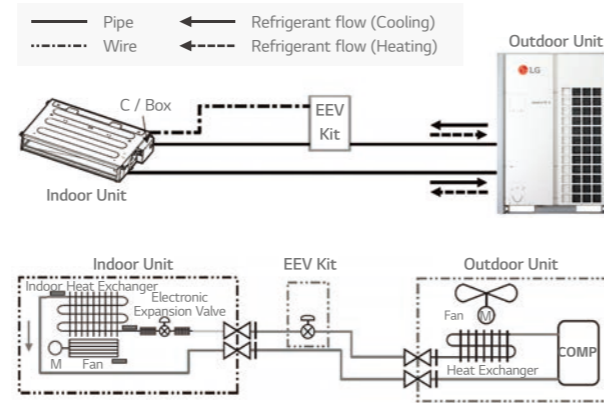 Pipe
Refrigerant flow (Cooling)
Wire
Refrigerant flow (Heating)
Outdoor Unit
LG
C / Box
EEV
Kit
Indoor Unit
Indoor Unit
EEV Kit
Outdoor Unit
Indoor Heat Exchanger
Electronic
Expansion Valve
M
Fan
Fan
M
Heat Exchanger
COMP